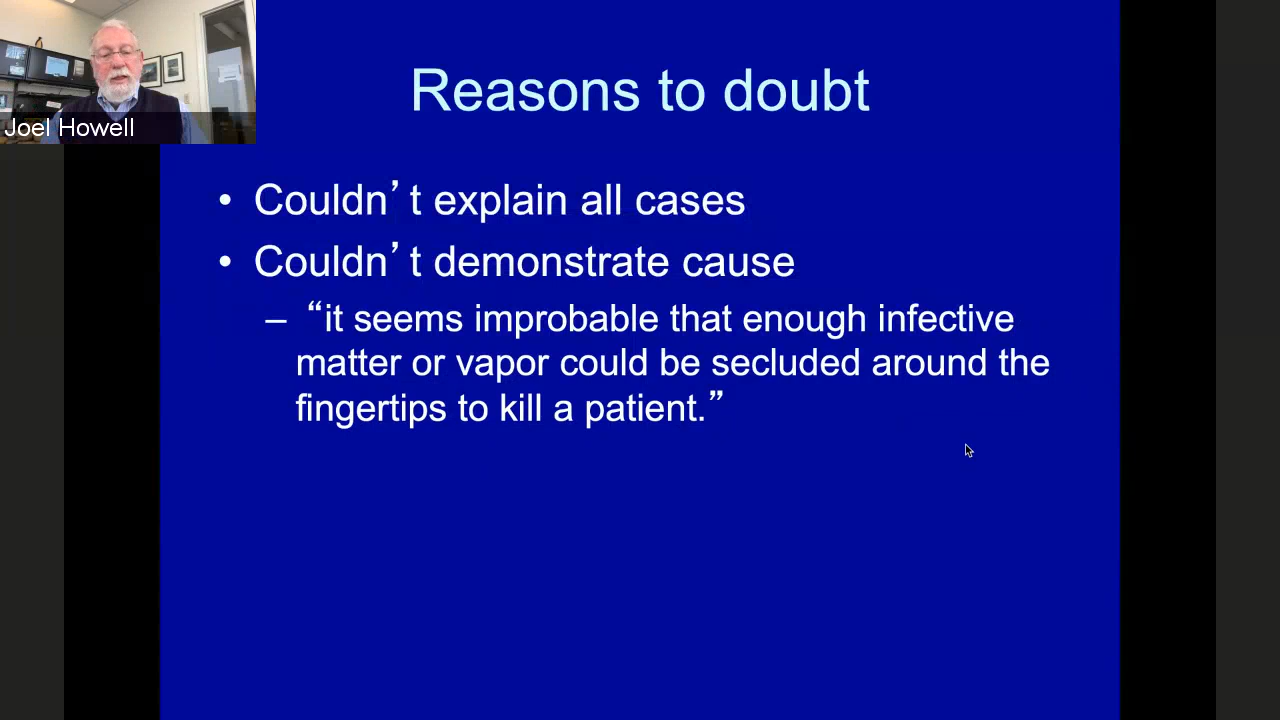 Joel Howell
Reasons to doubt
• Couldn’t explain all cases
• Couldn’t demonstrate cause
– “it seems improbable that enough infective
matter or vapor could be secluded around the
fingertips to kill a patient.”